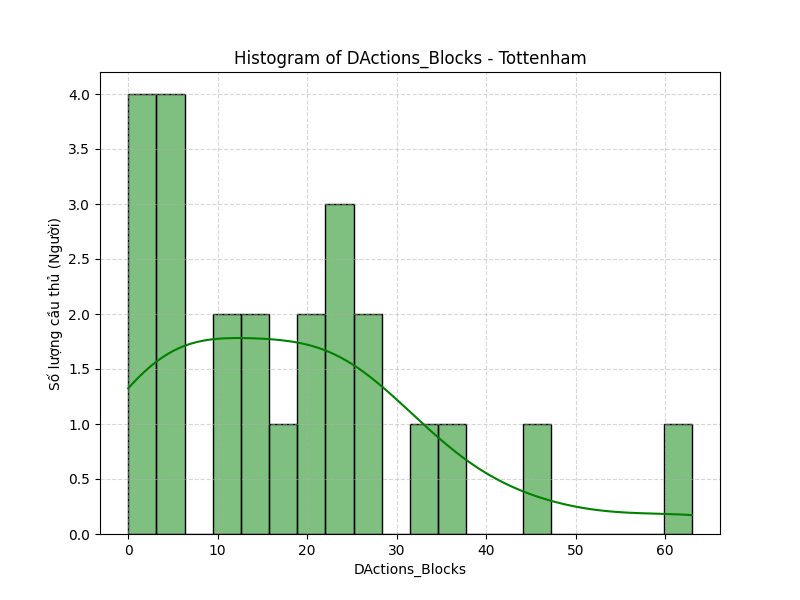 Histogram of DActions_Blocks - Tottenham
Số lượng cầu thủ (Người)
4.0
3.5
3.0
2.5
2.0
1.5
1.0
0.5
0.0
0 10 20 30 40 50 60
DActions_Blocks